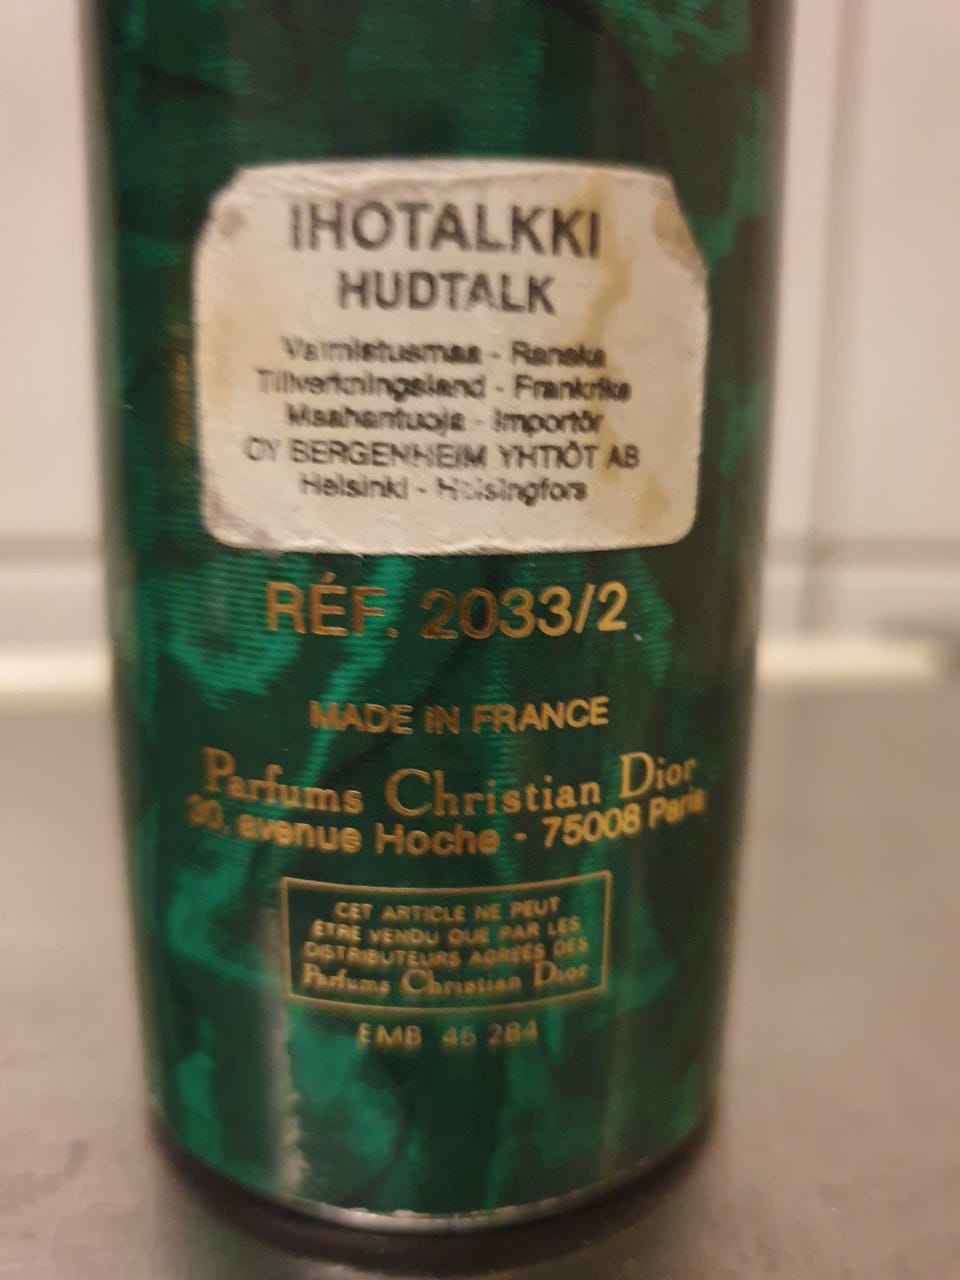 IHOTALKKI
HUDTALK
Valmistusmaa - Ranska
Tillverkningsland - Frankrike
Maahantuoja - Importör
OY BERGENHEIM YHTIÖT AB
Helsinki - Helsingfors
RÉF. 2033/2
MADE IN FRANCE
Parfums Christian Dior
30, avenue Hoche - 75008 Paris
CET ARTICLE NE PEUT
ÊTRE VENDU QUE PAR LES
DISTRIBUTEURS AGRÉÉS DES
Parfums Christian Dior
EMB 45 284